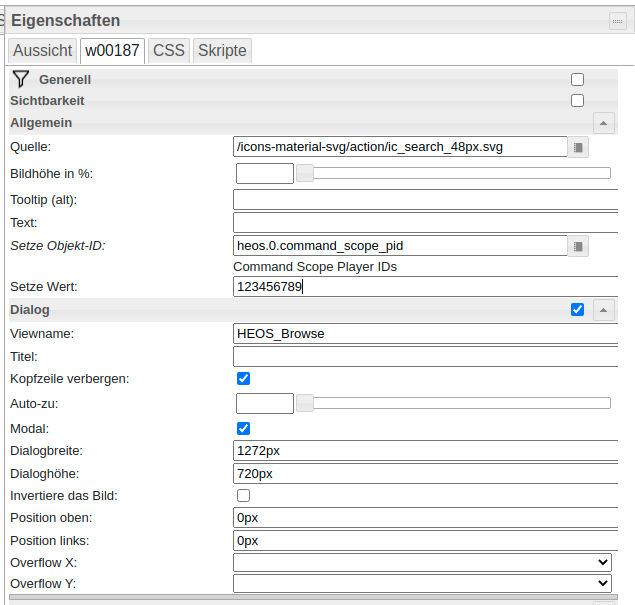 Eigenschaften
Aussicht w00187 CSS Skripte
Generell
Sichtbarkeit
Allgemein
Quelle: /icons-material-svg/action/ic_search_48px.svg
Bildhöhe in %:
Tooltip (alt):
Text:
Setze Objekt-ID: heos.0.command_scope_pid
Command Scope Player IDs
Setze Wert: 123456789
Dialog
Viewname: HEOS_Browse
Titel:
Kopfzeile verbergen:
Auto-zu:
Modal:
Dialogbreite: 1272px
Dialoghöhe: 720px
Invertiere das Bild:
Position oben: 0px
Position links: 0px
Overflow X:
Overflow Y: